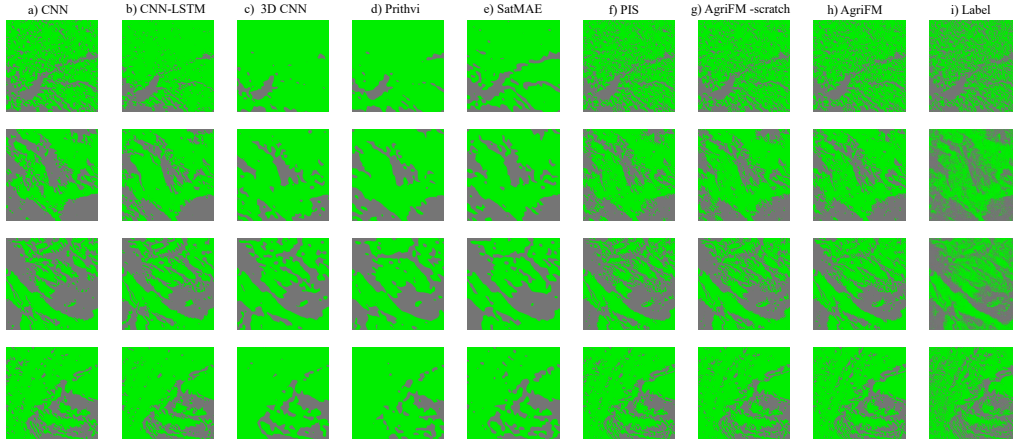 a) CNN b) CNN-LSTM c) 3D CNN d) Prithvi e) SatMAE f) PIS g) AgriFM -scratch h) AgriFM i) Label